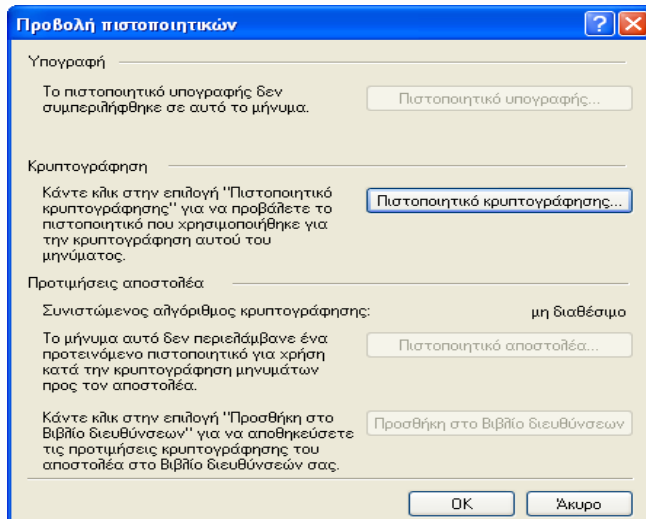 Προβολή πιστοποιητικών
Υπογραφή
Το πιστοποιητικό υπογραφής δεν
συμπεριλήφθηκε σε αυτό το μήνυμα.
Πιστοποιητικό υπογραφής...
Κρυπτογράφηση
Κάντε κλικ στην επιλογή "Πιστοποιητικό
κρυπτογράφησης" για να προβάλετε το
πιστοποιητικό που χρησιμοποιήθηκε για
την κρυπτογράφηση αυτού του
μηνύματος.
Πιστοποιητικό κρυπτογράφησης...
Προτιμήσεις αποστολέα
Συνιστώμενος αλγόριθμος κρυπτογράφησης: μη διαθέσιμο
Το μήνυμα αυτό δεν περιελάμβανε ένα
προτεινόμενο πιστοποιητικό για χρήση
κατά την κρυπτογράφηση μηνυμάτων
προς τον αποστολέα.
Πιστοποιητικό αποστολέα...
Κάντε κλικ στην επιλογή "Προσθήκη στο
Βιβλίο διευθύνσεων" για να αποθηκεύσετε
τις προτιμήσεις κρυπτογράφησης του
αποστολέα στο Βιβλίο διευθύνσεών σας.
Προσθήκη στο Βιβλίο διευθύνσεων
OK
Άκυρο